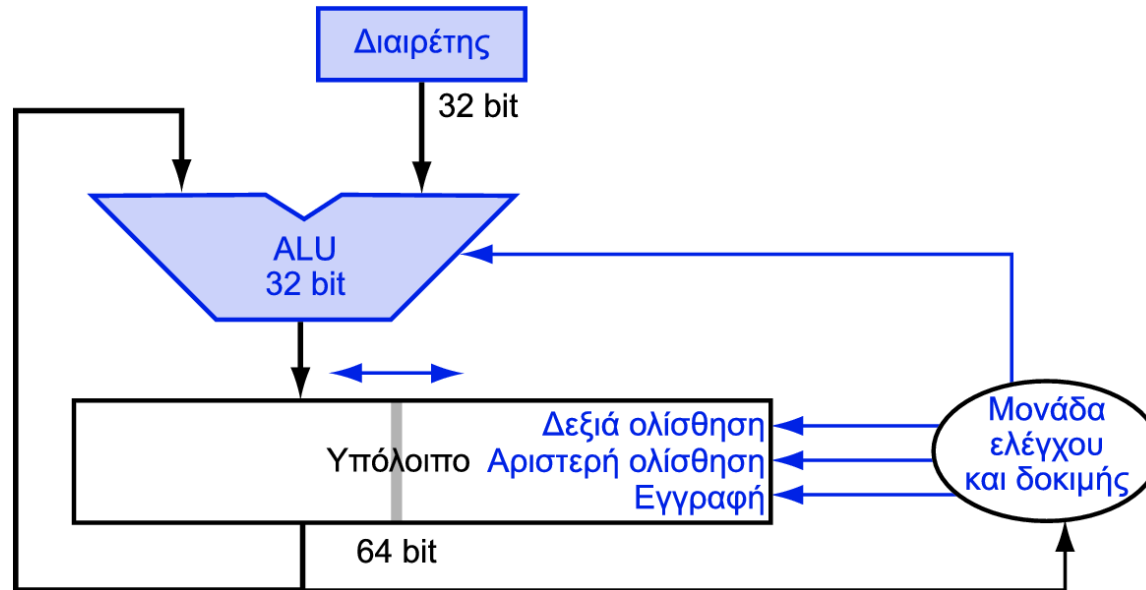 Διαιρέτης
32 bit
ALU
32 bit
Δεξιά ολίσθηση
Υπόλοιπο Αριστερή ολίσθηση
Εγγραφή
64 bit
Μονάδα
ελέγχου
και δοκιμής